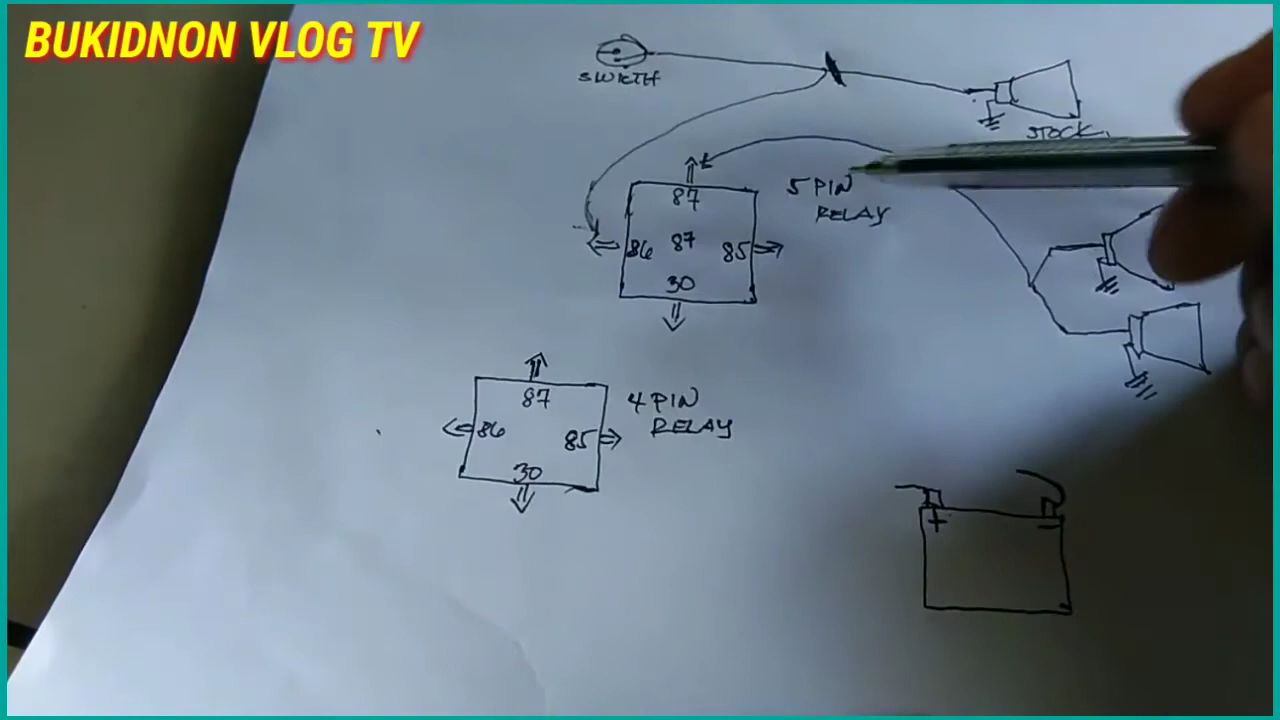 BUKIDNON VLOG TV
SWICTH
STOCK
87
5 PIN
RELAY
86 87 85
30
87
4 PIN
RELAY
86 85
30
+ −